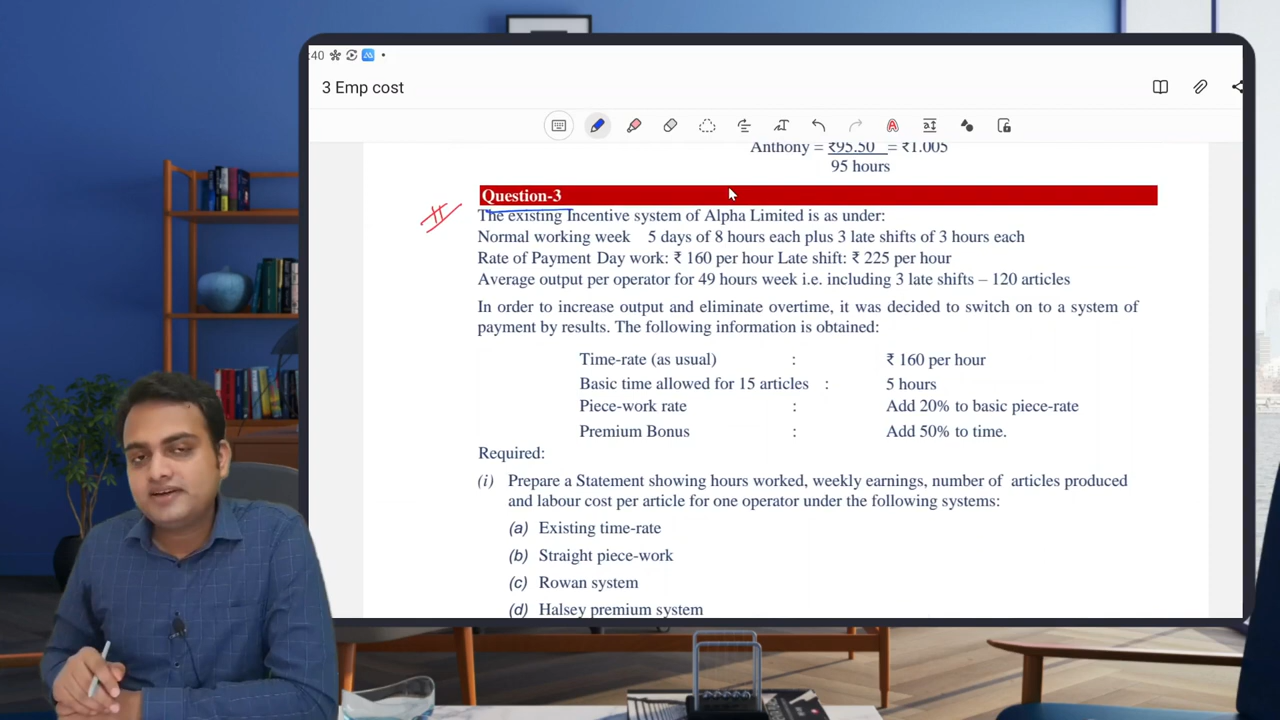 :40
3 Emp cost
Anthony = ₹95.50 = ₹1.005
95 hours
Question-3
The existing Incentive system of Alpha Limited is as under:
Normal working week 5 days of 8 hours each plus 3 late shifts of 3 hours each
Rate of Payment Day work: ₹ 160 per hour Late shift: ₹ 225 per hour
Average output per operator for 49 hours week i.e. including 3 late shifts – 120 articles
In order to increase output and eliminate overtime, it was decided to switch on to a system of
payment by results. The following information is obtained:
Time-rate (as usual) : ₹ 160 per hour
Basic time allowed for 15 articles : 5 hours
Piece-work rate : Add 20% to basic piece-rate
Premium Bonus : Add 50% to time.
Required:
(i) Prepare a Statement showing hours worked, weekly earnings, number of articles produced
and labour cost per article for one operator under the following systems:
(a) Existing time-rate
(b) Straight piece-work
(c) Rowan system
(d) Halsey premium system